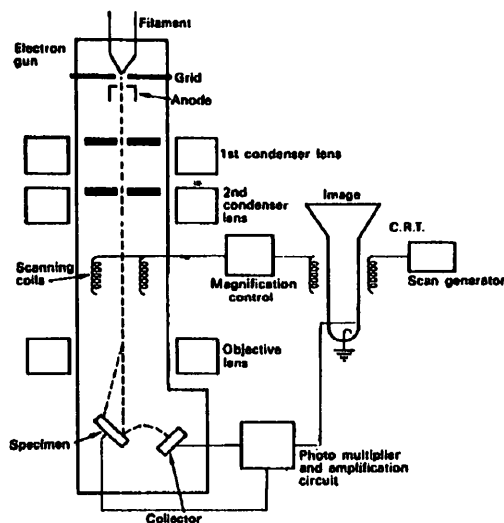 Filament
Electron
gun
Grid
Anode
1st condenser lens
2nd
condenser
lens
Image
C.R.T.
Scanning
coils
Magnification
control
Scan generator
Objective
lens
Specimen
Collector
Photo multiplier
and amplification
circuit